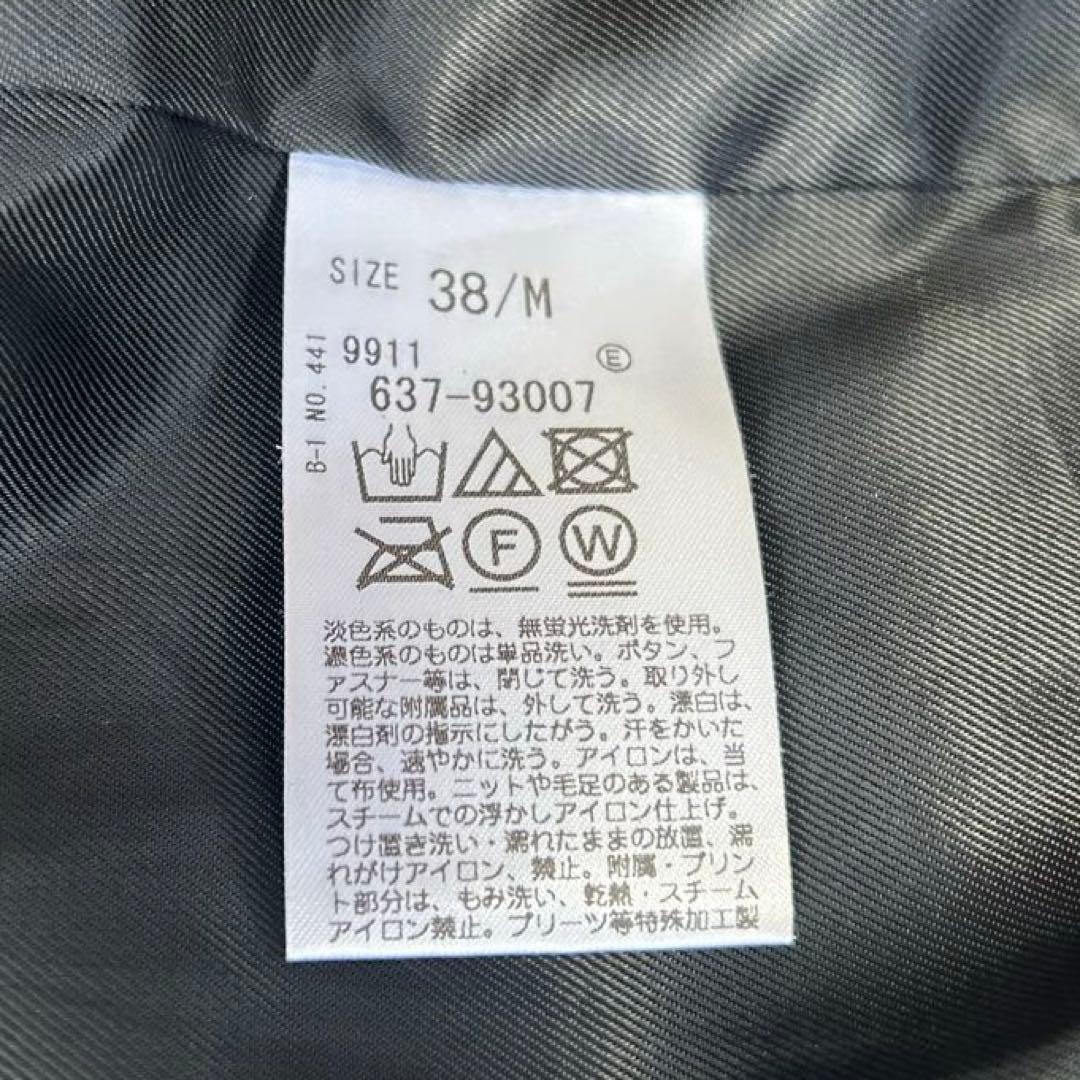 SIZE 38/M
B-1 NO. 441
9911 Ⓔ
637-93007
F W
淡色系のものは、無蛍光洗剤を使用。
濃色系のものは単品洗い。ボタン、フ
ァスナー等は、閉じて洗う。取り外し
可能な附属品は、外して洗う。漂白は、
漂白剤の指示にしたがう。汗をかいた
場合、速やかに洗う。アイロンは、当
て布使用。ニットや毛足のある製品は、
スチームでの浮かしアイロン仕上げ。
つけ置き洗い・濡れたままの放置、濡
れがけアイロン、禁止。附属・プリン
ト部分は、もみ洗い、乾熱・スチーム
アイロン禁止。プリーツ等特殊加工製